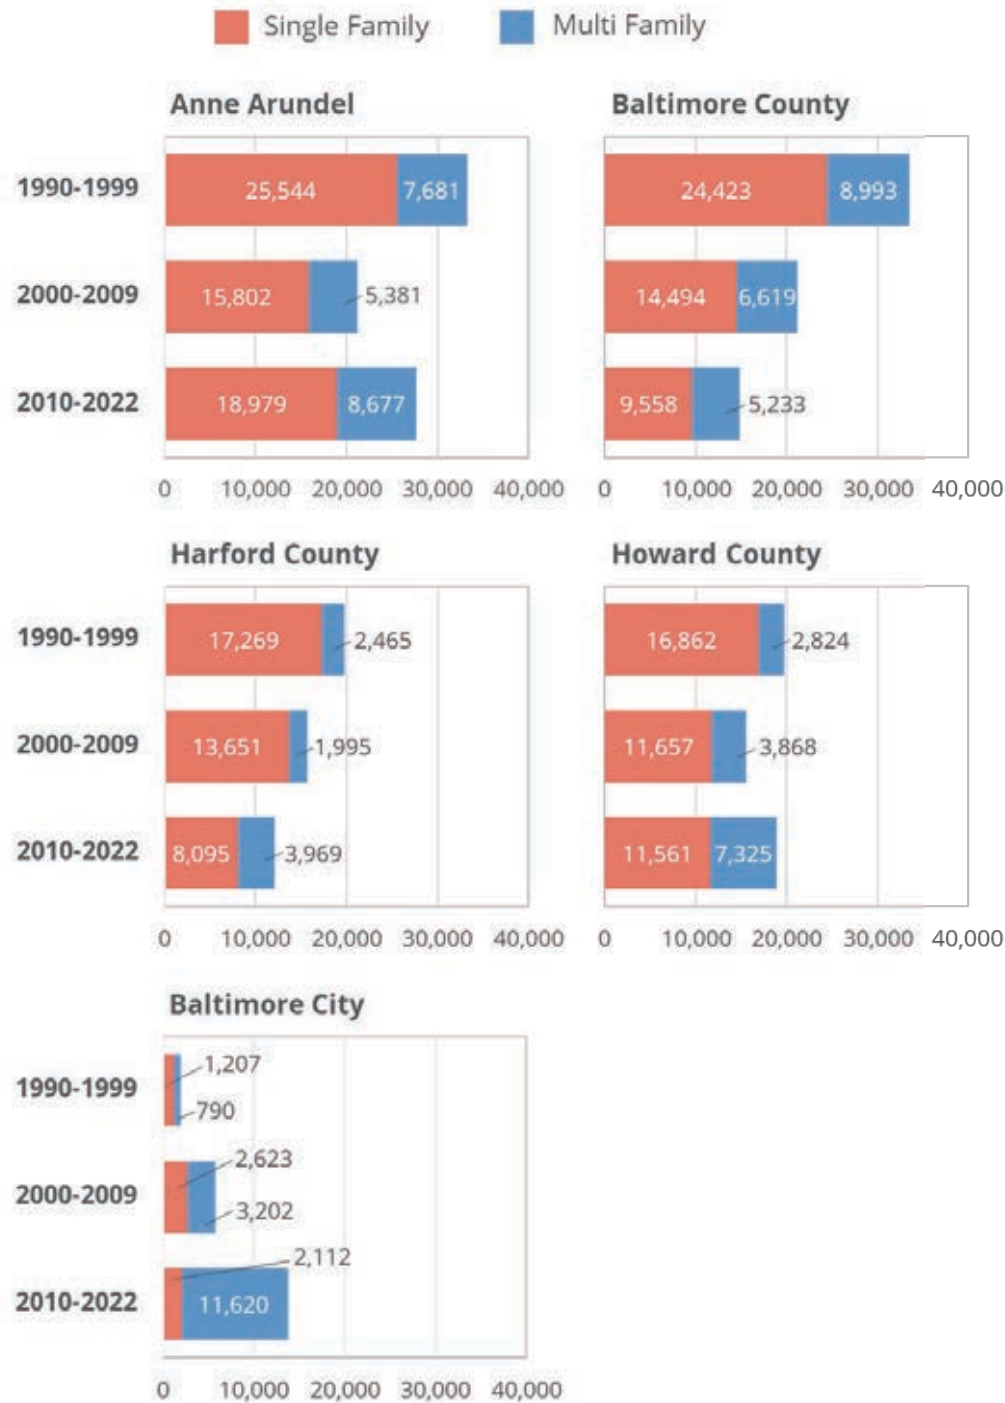 Single Family Multi Family
Anne Arundel Baltimore County
1990-1999 25,544 7,681 24,423 8,993
2000-2009 15,802 5,381 14,494 6,619
2010-2022 18,979 8,677 9,558 5,233
0 10,000 20,000 30,000 40,000 0 10,000 20,000 30,000 40,000
Harford County Howard County
1990-1999 17,269 2,465 16,862 2,824
2000-2009 13,651 1,995 11,657 3,868
2010-2022 8,095 3,969 11,561 7,325
0 10,000 20,000 30,000 40,000 0 10,000 20,000 30,000 40,000
Baltimore City
1,207
1990-1999
790
2,623
2000-2009
3,202
2,112
2010-2022 11,620
0 10,000 20,000 30,000 40,000